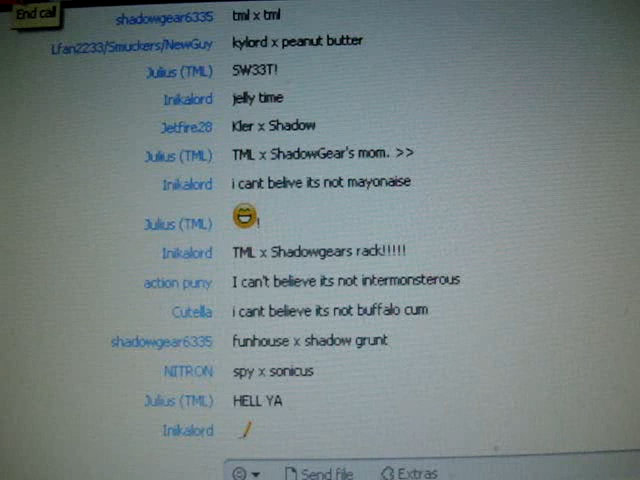 End call
shadowgear6335 tml x tml
Lfan2233/Smuckers/NewGuy kylord x peanut butter
Julius (TML) SW33T!
Inikalord jelly time
Jetfire28 Kler x Shadow
Julius (TML) TML x ShadowGear's mom. >>
Inikalord i cant belive its not mayonaise
Julius (TML) !
Inikalord TML x Shadowgears rack!!!!!
action puny I can't believe its not intermonsterous
Cutella i cant believe its not buffalo cum
shadowgear6335 funhouse x shadow grunt
NITRON spy x sonicus
Julius (TML) HELL YA
Inikalord
Send file Extras